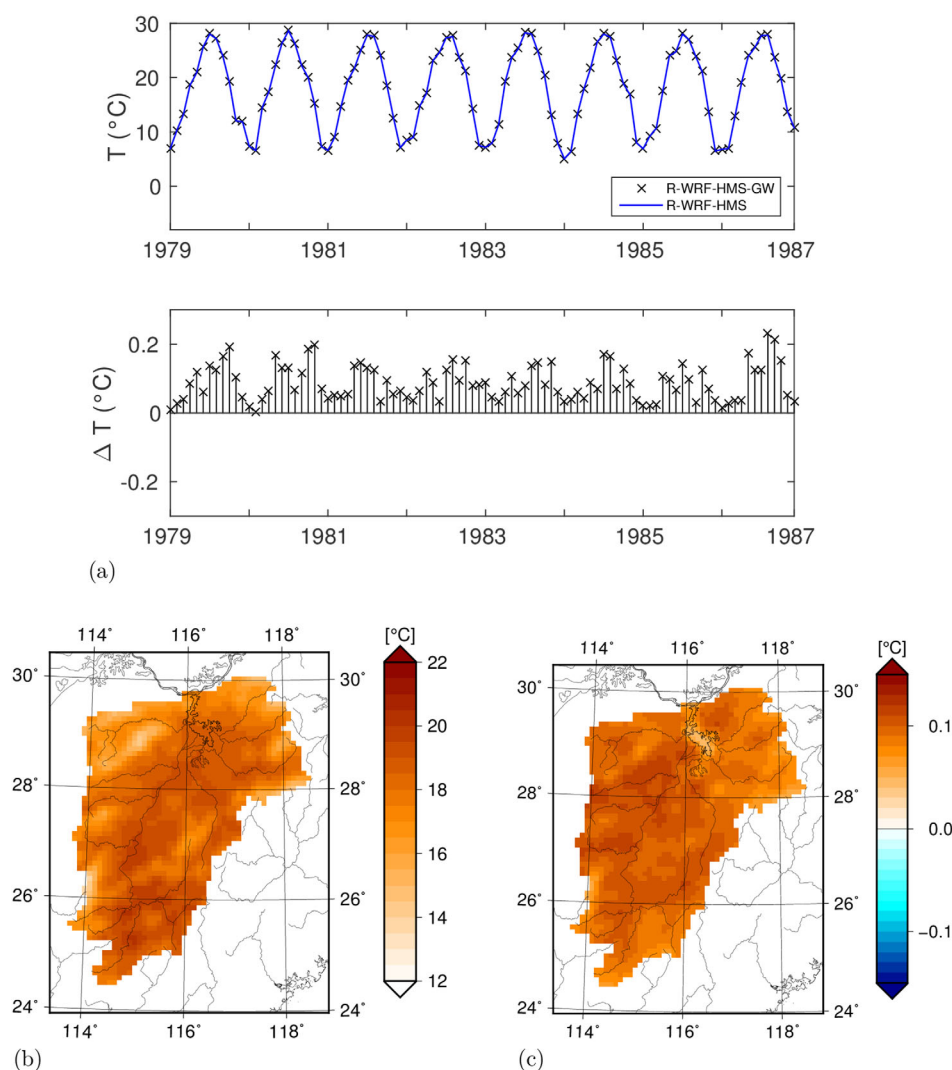 30
20
10
0
T (°C)
R-WRF-HMS-GW
R-WRF-HMS
1979 1981 1983 1985 1987
0.2
0
-0.2
Δ T (°C)
1979 1981 1983 1985 1987
(a)
114° 116° 118°
30° 30°
28° 28°
26° 26°
24° 24°
114° 116° 118°
[°C]
22
20
18
16
14
12
(b)
114° 116° 118°
30° 30°
28° 28°
26° 26°
24° 24°
114° 116° 118°
[°C]
0.1
0.0
−0.1
(c)